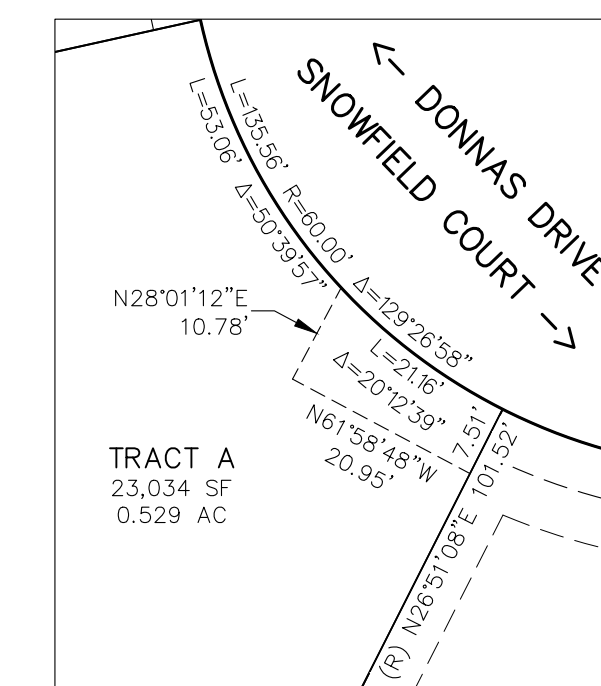 <- DONNAS DRIVE
SNOWFIELD COURT ->
L=135.56' R=60.00' Δ=129°26'58"
L=53.06' Δ=50°39'57"
N28°01'12"E
10.78'
L=21.16'
Δ=20°12'39"
N61°58'48"W
20.95'
7.51'
TRACT A
23,034 SF
0.529 AC
(R) N26°51'08"E 101.52'